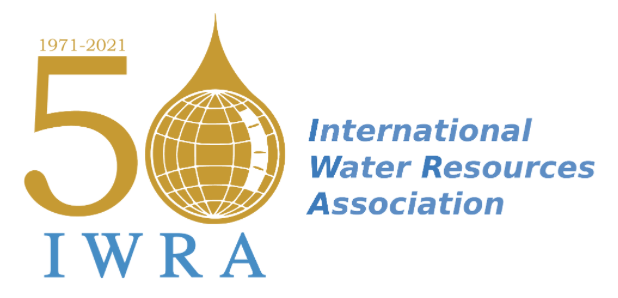 1971-2021
50
IWRA
International
Water Resources
Association